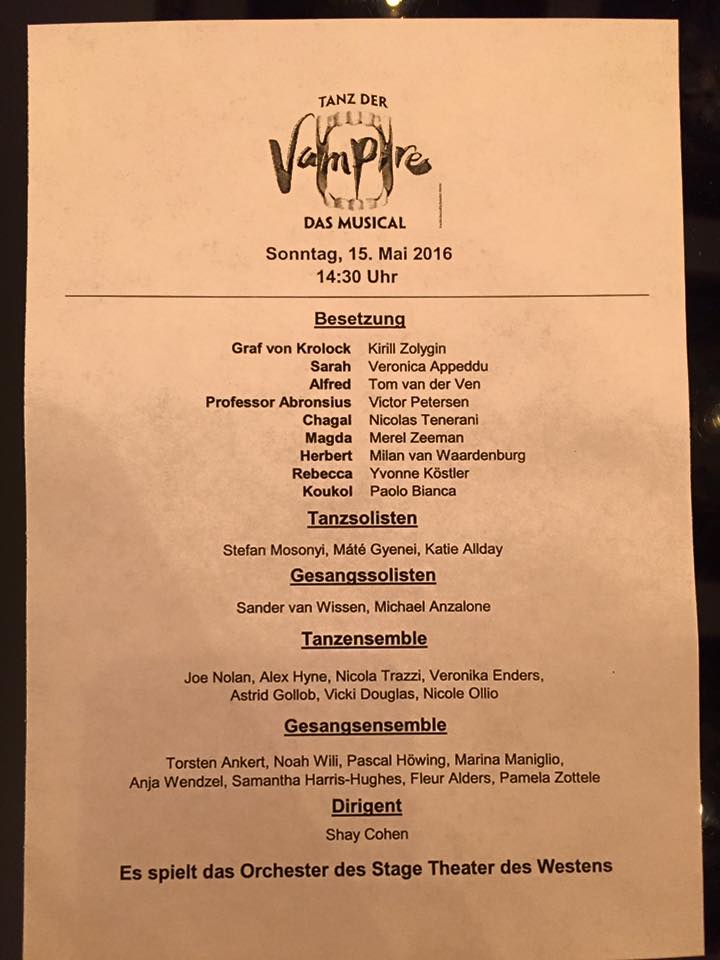 TANZ DER
Vampire
DAS MUSICAL
Sonntag, 15. Mai 2016
14:30 Uhr
Besetzung
Graf von Krolock Kirill Zolygin
Sarah Veronica Appeddu
Alfred Tom van der Ven
Professor Abronsius Victor Petersen
Chagal Nicolas Tenerani
Magda Merel Zeeman
Herbert Milan van Waardenburg
Rebecca Yvonne Köstler
Koukol Paolo Bianca
Tanzsolisten
Stefan Mosonyi, Máté Gyenei, Katie Allday
Gesangssolisten
Sander van Wissen, Michael Anzalone
Tanzensemble
Joe Nolan, Alex Hyne, Nicola Trazzi, Veronika Enders,
Astrid Gollob, Vicki Douglas, Nicole Ollio
Gesangsensemble
Torsten Ankert, Noah Wili, Pascal Höwing, Marina Maniglio,
Anja Wendzel, Samantha Harris-Hughes, Fleur Alders, Pamela Zottele
Dirigent
Shay Cohen
Es spielt das Orchester des Stage Theater des Westens